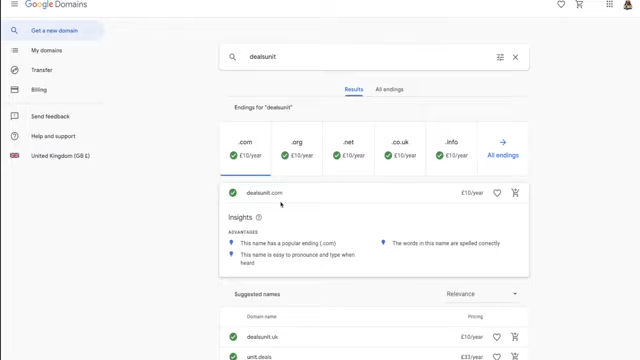 Google Domains
Get a new domain
My domains
Transfer
Billing
Send feedback
Help and support
United Kingdom (GB £)
dealsunit
Results
All endings
Endings for "dealsunit"
.com
.org
.net
.co.uk
.info
£10/year
£10/year
£10/year
£10/year
£10/year
All endings
dealsunit.com
£10/year
Insights
ADVANTAGES
This name has a popular ending (.com)
The words in this name are spelled correctly
This name is easy to pronounce and type when
heard
Suggested names
Relevance
Domain name
Pricing
dealsunit.uk
£10/year
unit.deals
£23/year